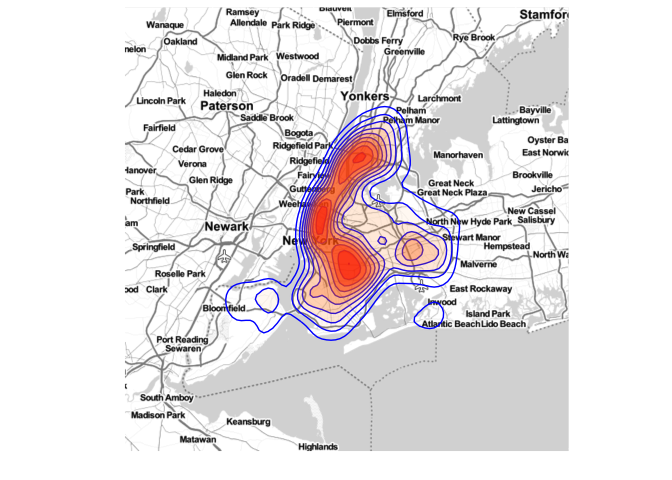 Blauvelt
Ramsey
Elmsford
Stamfor
Wanaque
Allendale
Park Ridge
Piermont
Oakland
Dobbs Ferry
Rye Brook
nelon
Greenville
Midland Park
Westwood
Glen Rock
Oradell
Demarest
Haledon
Yonkers
Lincoln Park
Paterson
Larchmont
Saddle Brook
Pelham
Bayville
Pelham Manor
Lattingtown
Fairfield
Bogota
Ridgefield Park
Oyster Ba
Cedar Grove
East Norwic
Verona
Ridgefield
Manorhaven
Hanover
Fairview
Brookville
Glen Ridge
Great Neck
Jericho
Park
Guttenberg
Great Neck Plaza
Northfield
Weehawken
New Cassel
am
Newark
North New Hyde Park
Salisbury
New York
Stewart Manor
Springfield
Hempstead
North Wa
Malverne
Roselle Park
ood
Clark
East Rockaway
Bloomfield
Inwood
Island Park
Atlantic Beach
Lido Beach
Port Reading
Sewaren
South Amboy
Madison Park
Keansburg
Matawan
Highlands